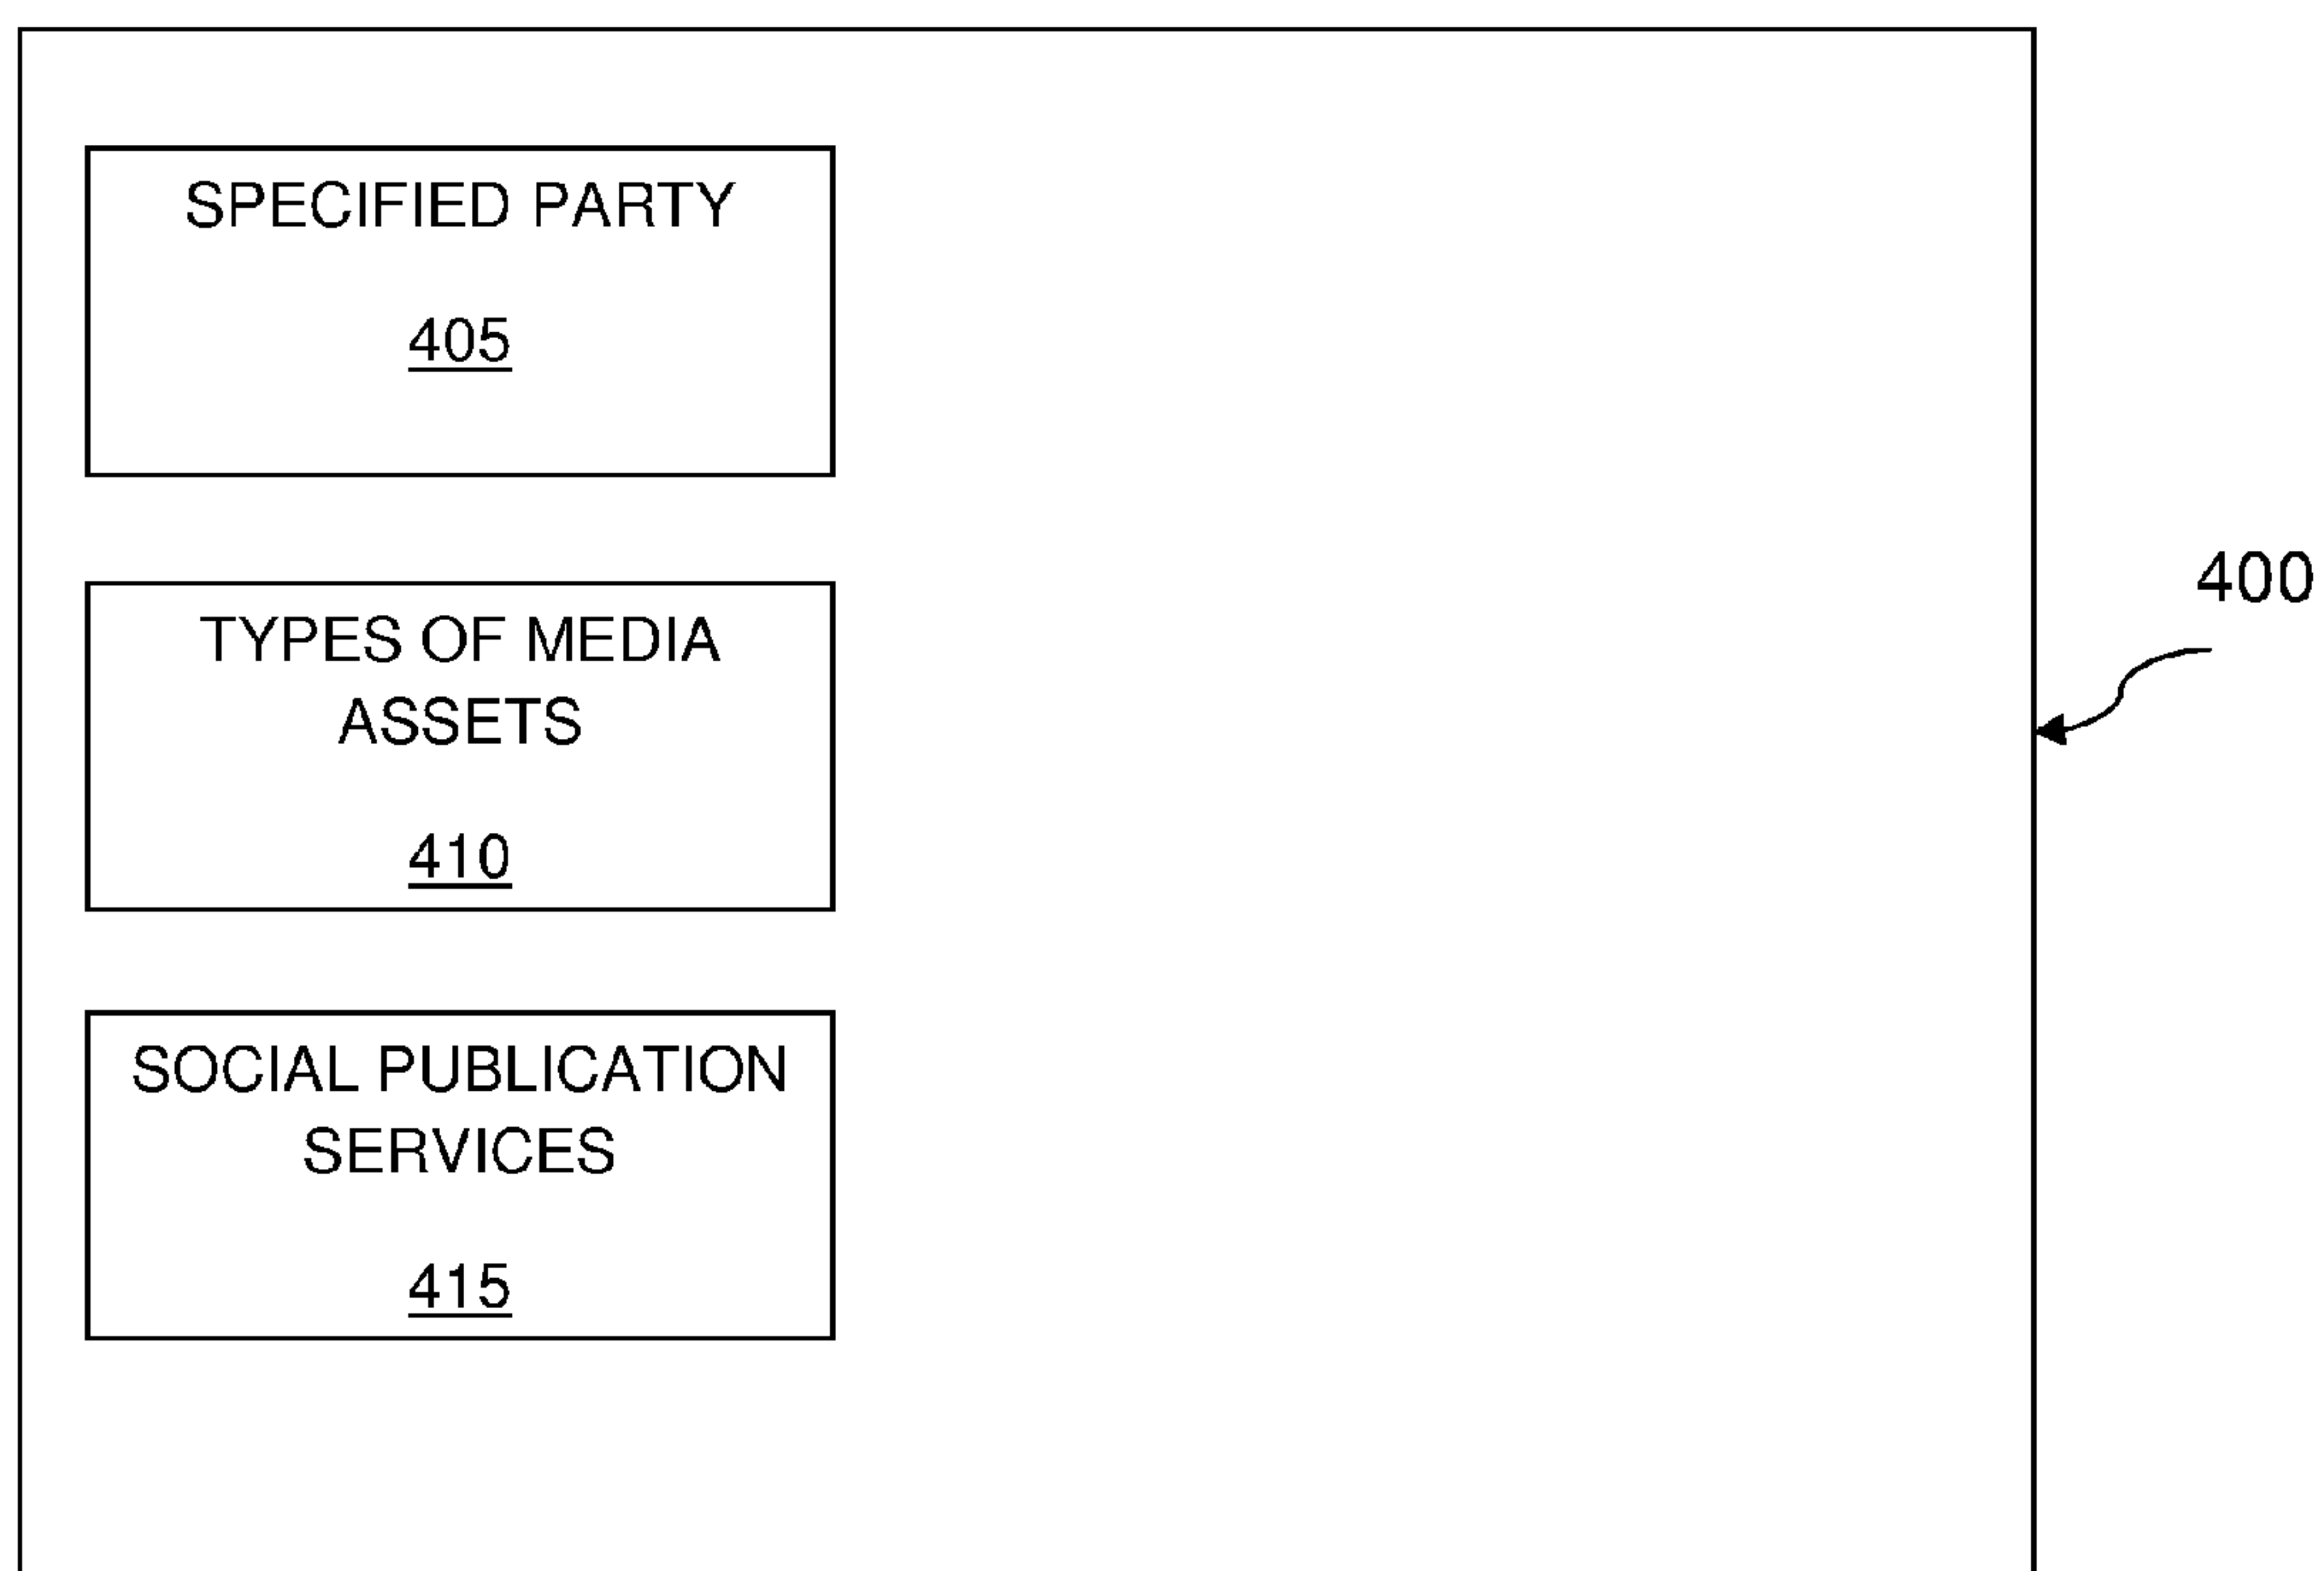 SPECIFIED PARTY
405
TYPES OF MEDIA
ASSETS
410
SOCIAL PUBLICATION
SERVICES
415
400